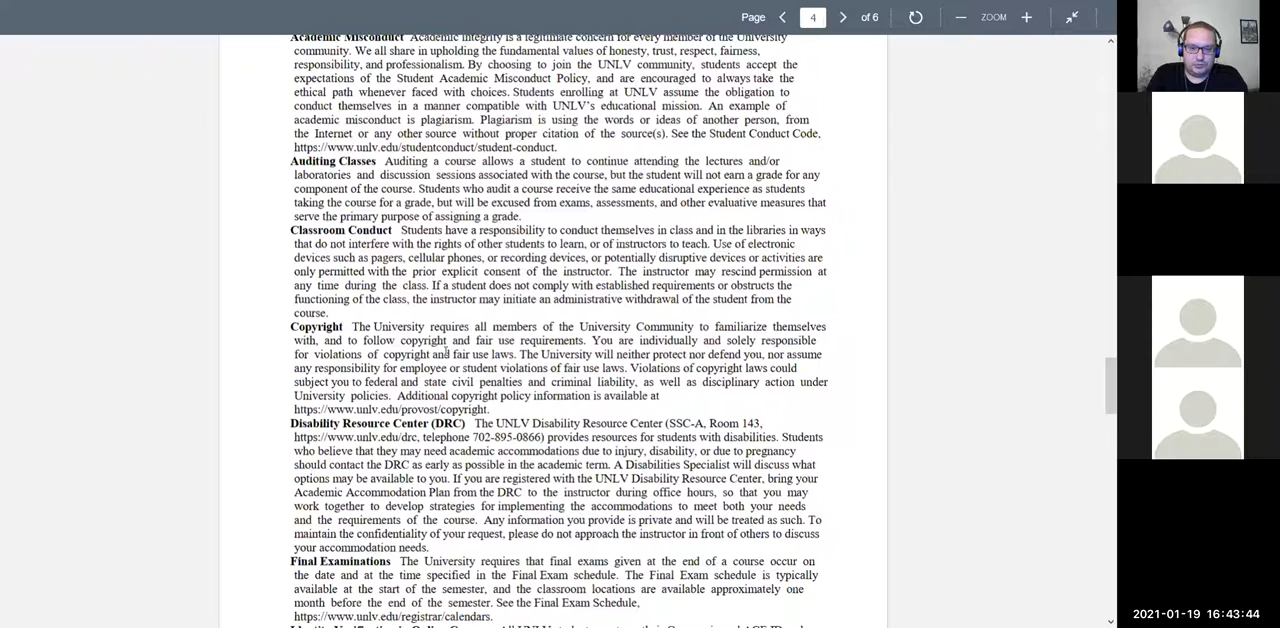 Page 4 of 6 ZOOM
Academic Misconduct Academic integrity is a legitimate concern for every member of the University
community. We all share in upholding the fundamental values of honesty, trust, respect, fairness,
responsibility, and professionalism. By choosing to join the UNLV community, students accept the
expectations of the Student Academic Misconduct Policy, and are encouraged to always take the
ethical path whenever faced with choices. Students enrolling at UNLV assume the obligation to
conduct themselves in a manner compatible with UNLV's educational mission. An example of
academic misconduct is plagiarism. Plagiarism is using the words or ideas of another person, from
the Internet or any other source without proper citation of the source(s). See the Student Conduct Code,
https://www.unlv.edu/studentconduct/student-conduct.
Auditing Classes Auditing a course allows a student to continue attending the lectures and/or
laboratories and discussion sessions associated with the course, but the student will not earn a grade for any
component of the course. Students who audit a course receive the same educational experience as students
taking the course for a grade, but will be excused from exams, assessments, and other evaluative measures that
serve the primary purpose of assigning a grade.
Classroom Conduct Students have a responsibility to conduct themselves in class and in the libraries in ways
that do not interfere with the rights of other students to learn, or of instructors to teach. Use of electronic
devices such as pagers, cellular phones, or recording devices, or potentially disruptive devices or activities are
only permitted with the prior explicit consent of the instructor. The instructor may rescind permission at
any time during the class. If a student does not comply with established requirements or obstructs the
functioning of the class, the instructor may initiate an administrative withdrawal of the student from the
course.
Copyright The University requires all members of the University Community to familiarize themselves
with, and to follow copyright and fair use requirements. You are individually and solely responsible
for violations of copyright and fair use laws. The University will neither protect nor defend you, nor assume
any responsibility for employee or student violations of fair use laws. Violations of copyright laws could
subject you to federal and state civil penalties and criminal liability, as well as disciplinary action under
University policies. Additional copyright policy information is available at
https://www.unlv.edu/provost/copyright.
Disability Resource Center (DRC) The UNLV Disability Resource Center (SSC-A, Room 143,
https://www.unlv.edu/drc, telephone 702-895-0866) provides resources for students with disabilities. Students
who believe that they may need academic accommodations due to injury, disability, or due to pregnancy
should contact the DRC as early as possible in the academic term. A Disabilities Specialist will discuss what
options may be available to you. If you are registered with the UNLV Disability Resource Center, bring your
Academic Accommodation Plan from the DRC to the instructor during office hours, so that you may
work together to develop strategies for implementing the accommodations to meet both your needs
and the requirements of the course. Any information you provide is private and will be treated as such. To
maintain the confidentiality of your request, please do not approach the instructor in front of others to discuss
your accommodation needs.
Final Examinations The University requires that final exams given at the end of a course occur on
the date and at the time specified in the Final Exam schedule. The Final Exam schedule is typically
available at the start of the semester, and the classroom locations are available approximately one
month before the end of the semester. See the Final Exam Schedule,
https://www.unlv.edu/registrar/calendars.
2021-01-19 16:43:44